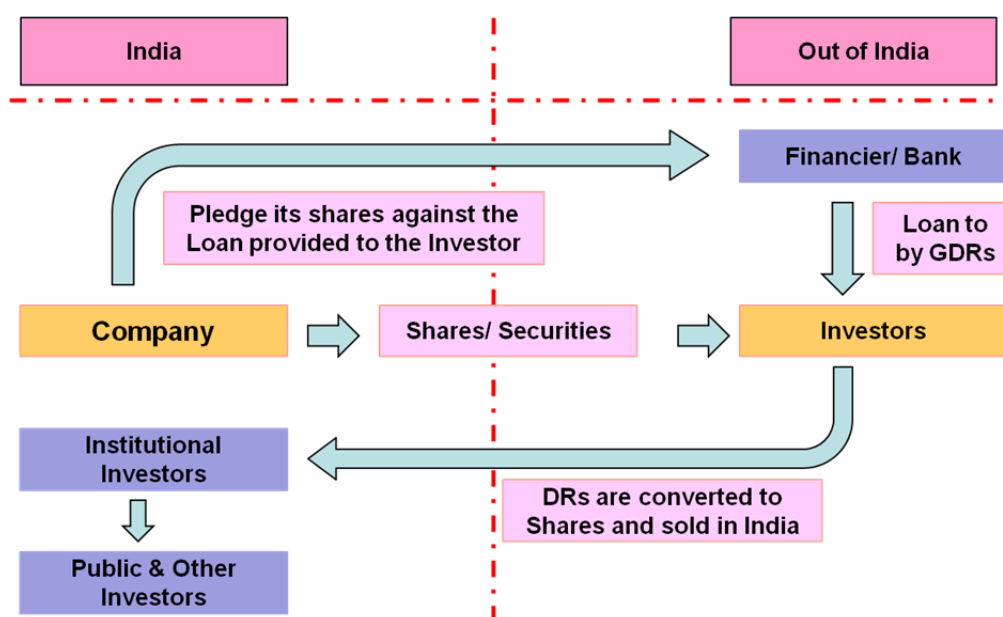 India
Out of India
Financier/ Bank
Pledge its shares against the
Loan provided to the Investor
Loan to
by GDRs
Company
Shares/ Securities
Investors
Institutional
Investors
DRs are converted to
Shares and sold in India
Public & Other
Investors